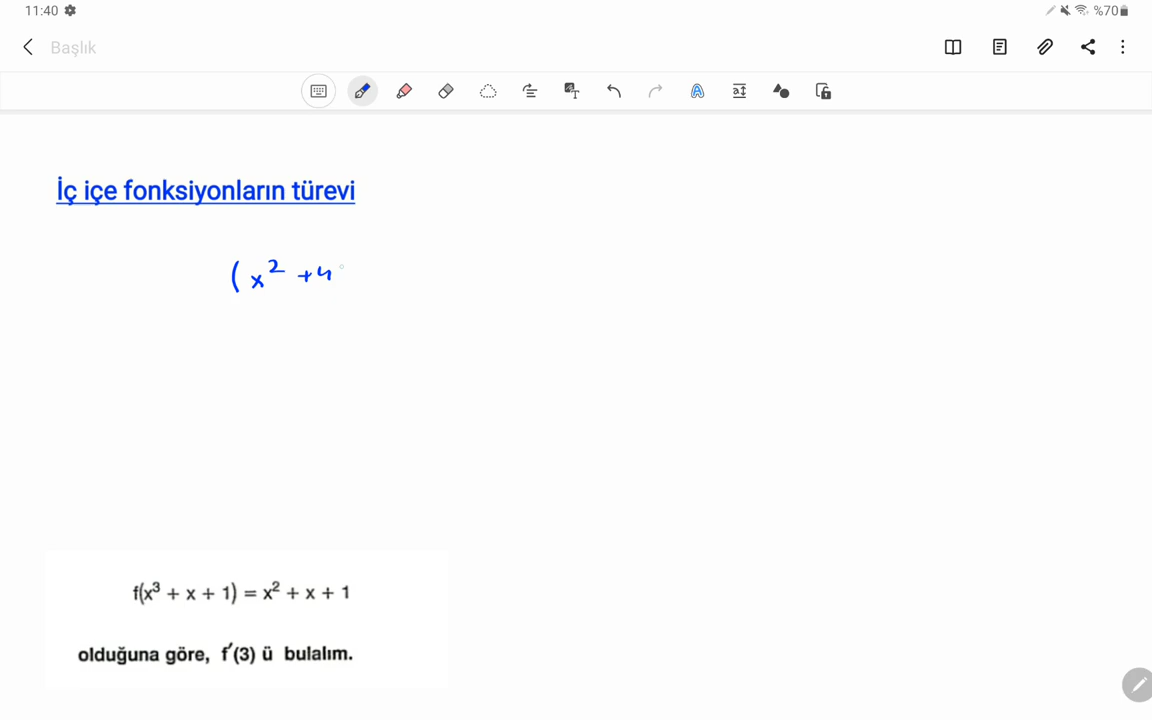 11:40 %70
Başlık
İç içe fonksiyonların türevi
(x² +4
f(x³ + x + 1) = x² + x + 1
olduğuna göre, f′(3) ü bulalım.